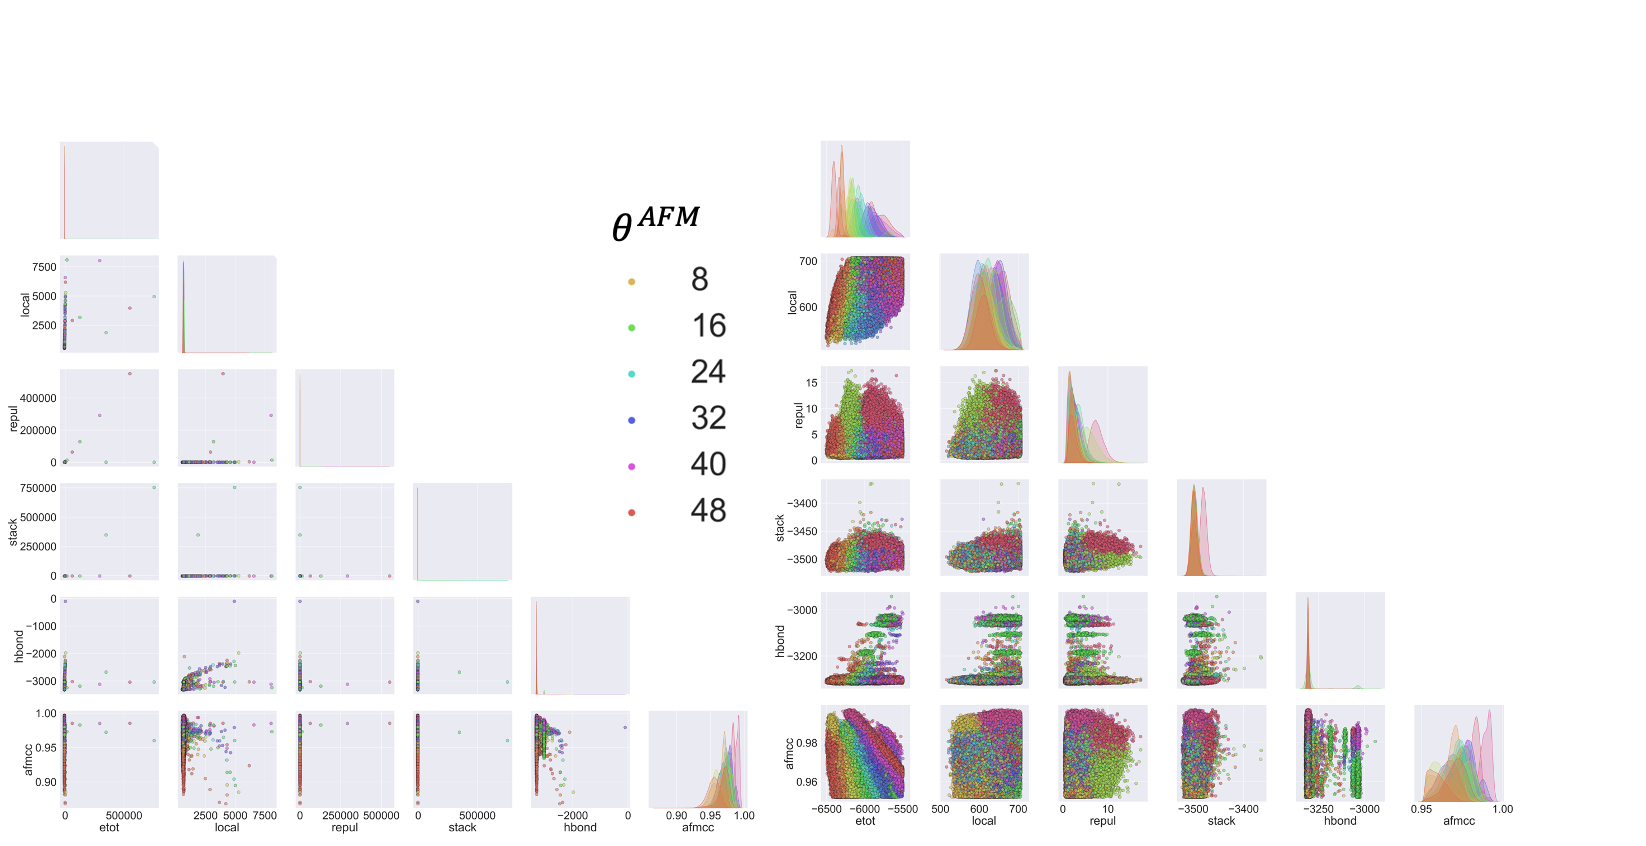 θ AFM
8
16
24
32
40
48
local
7500
5000
2500
repul
400000
200000
0
stack
750000
500000
250000
0
hbond
0
−1000
−2000
−3000
afmcc
1.00
0.95
0.90
0 500000
etot
2500 5000 7500
local
0 250000 500000
repul
0 500000
stack
−2000 0
hbond
0.90 0.95 1.00
afmcc
local
700
600
repul
15
10
5
0
stack
−3400
−3450
−3500
hbond
−3000
−3200
afmcc
0.98
0.96
−6500 −6000 −5500
etot
500 600 700
local
0 10
repul
−3500 −3400
stack
−3250 −3000
hbond
0.95 1.00
afmcc